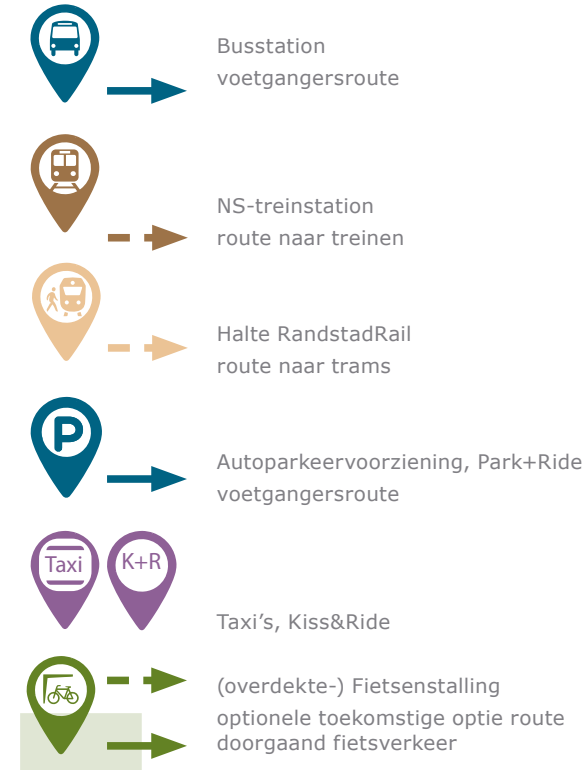 Busstation
voetgangersroute
NS-treinstation
route naar treinen
Halte RandstadRail
route naar trams
P
Autoparkeervoorziening, Park+Ride
voetgangersroute
Taxi K+R
Taxi's, Kiss&Ride
(overdekte-) Fietsenstalling
optionele toekomstige optie route
doorgaand fietsverkeer